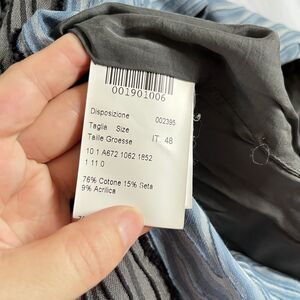 001901006
Disposizione 002395
Taglia Size
Taille Groesse IT 48
10 1 A672 1062 1852
1 11 0
76% Cotone 15% Seta
9% Acrilica